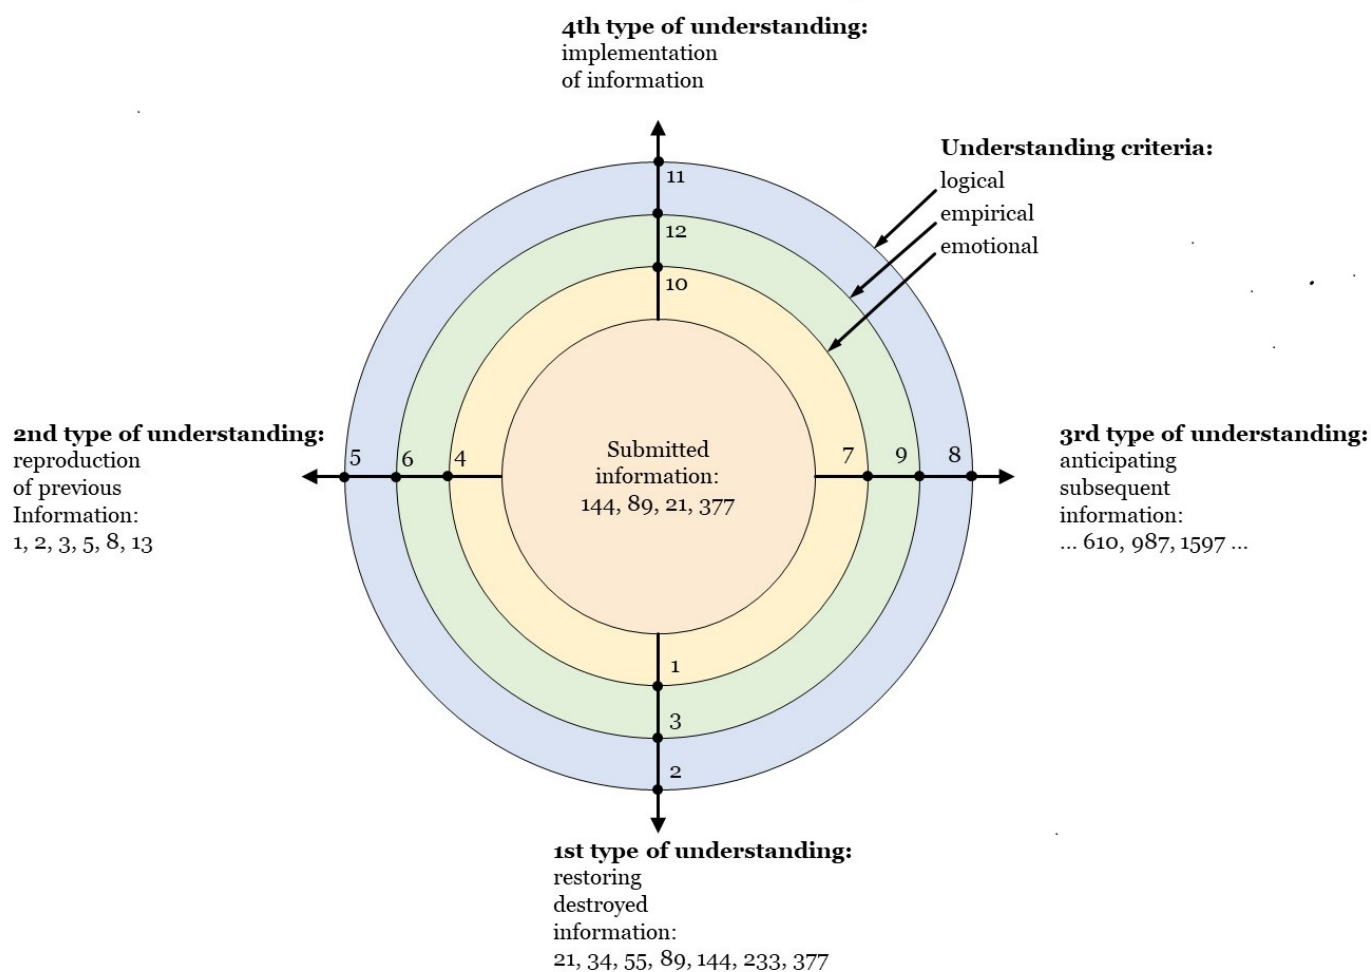 4th type of understanding:
implementation
of information
Understanding criteria:
logical
empirical
emotional
11
12
10
2nd type of understanding:
reproduction
of previous
Information:
1, 2, 3, 5, 8, 13
5
6
4
Submitted
information:
144, 89, 21, 377
7
9
8
3rd type of understanding:
anticipating
subsequent
information:
... 610, 987, 1597 ...
1
3
2
1st type of understanding:
restoring
destroyed
information:
21, 34, 55, 89, 144, 233, 377